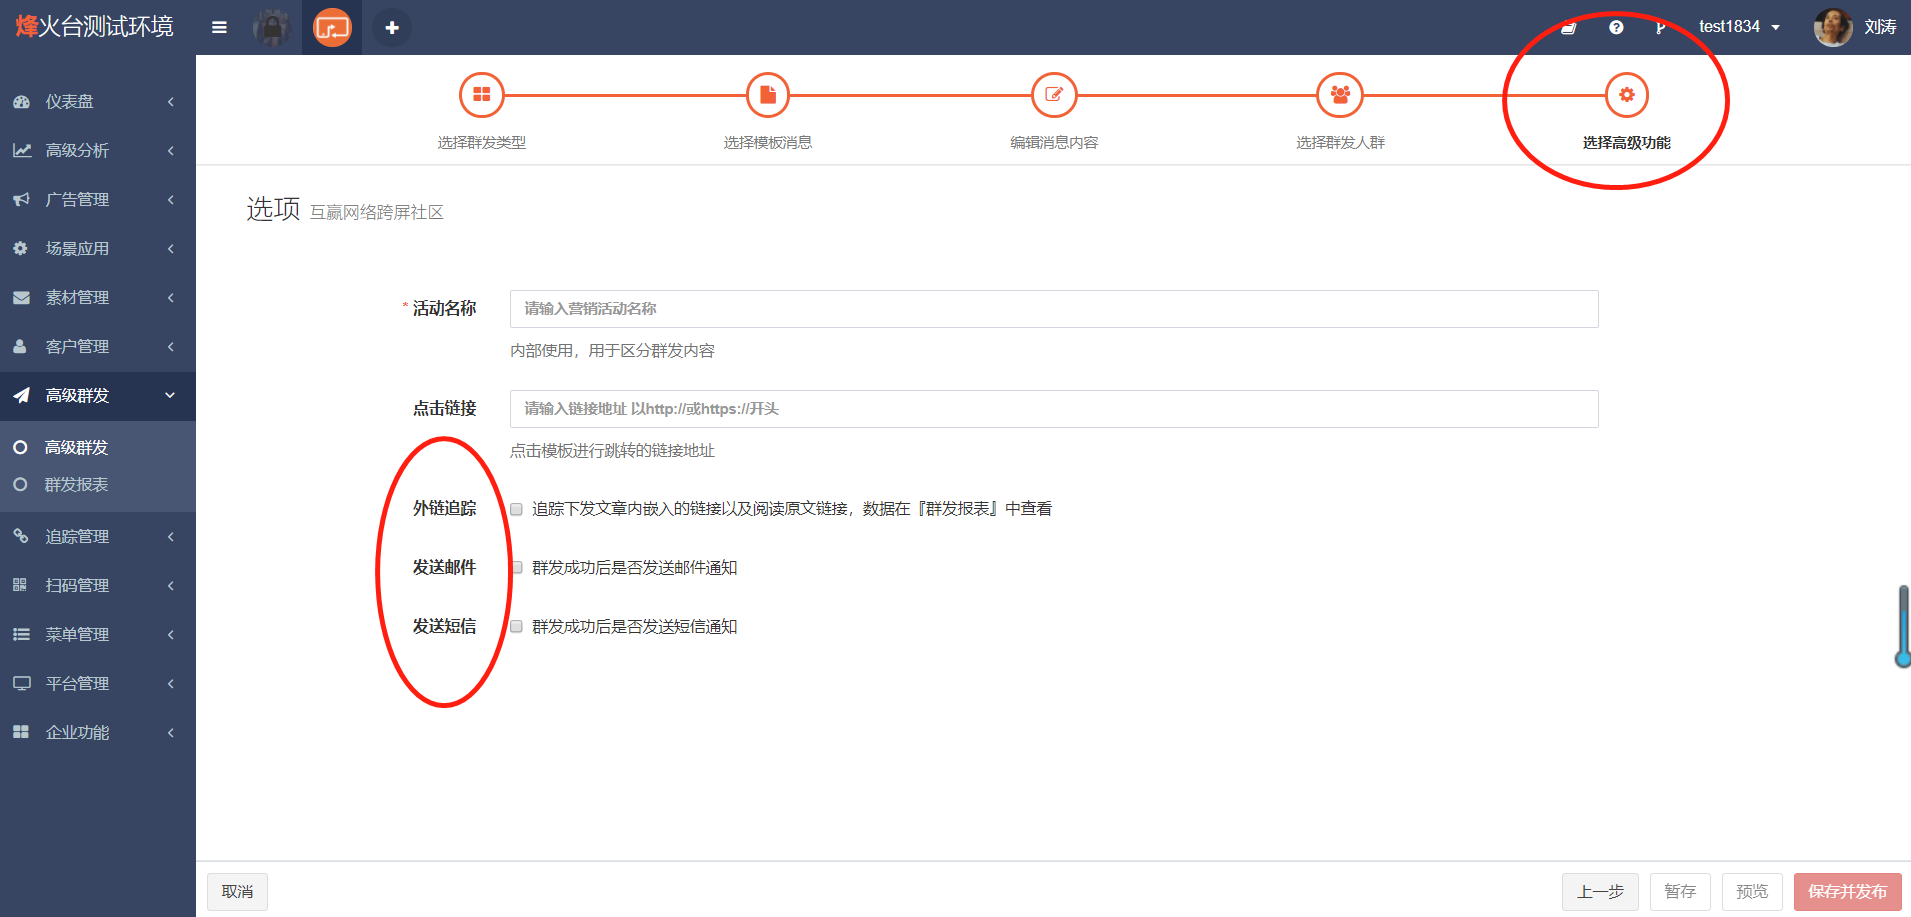 烽火台测试环境
test1834
刘涛
仪表盘
高级分析
广告管理
场景应用
素材管理
客户管理
高级群发
高级群发
群发报表
追踪管理
扫码管理
菜单管理
平台管理
企业功能
选择群发类型
选择模板消息
编辑消息内容
选择群发人群
选择高级功能
选项 互赢网络跨屏社区
* 活动名称 请输入营销活动名称
内部使用，用于区分群发内容
点击链接 请输入链接地址 以http://或https://开头
点击模板进行跳转的链接地址
外链追踪 追踪下发文章内嵌入的链接以及阅读原文链接，数据在『群发报表』中查看
发送邮件 群发成功后是否发送邮件通知
发送短信 群发成功后是否发送短信通知
取消 上一步 暂存 预览 保存并发布